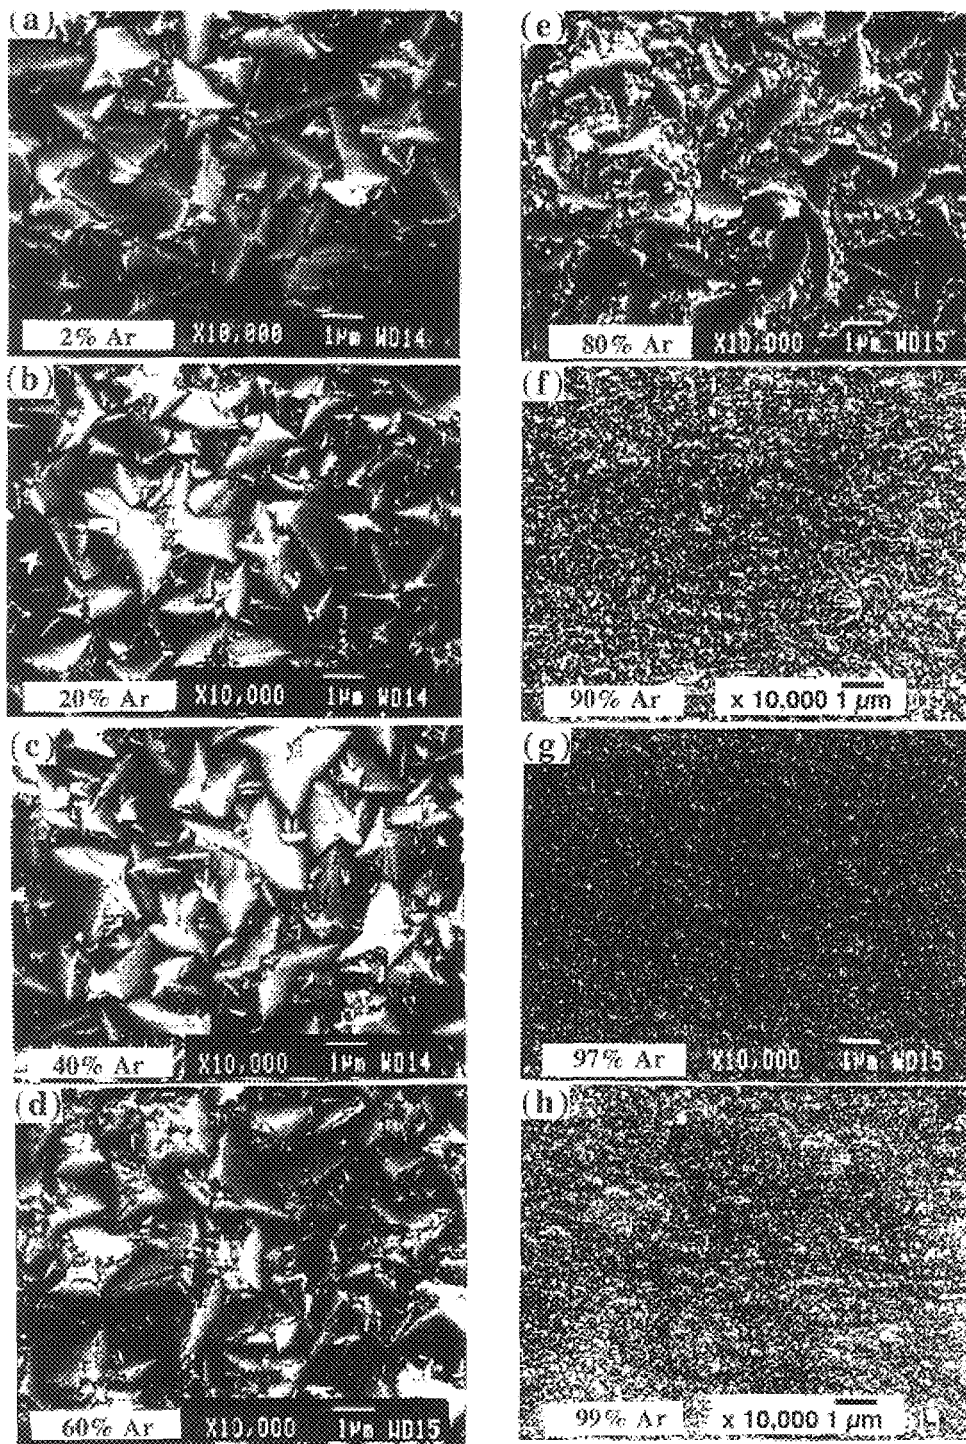 (a)
2% Ar X10,000 1µm WD14
(b)
20% Ar X10,000 1µm WD14
(c)
40% Ar X10,000 1µm WD14
(d)
60% Ar X10,000 1µm WD15
(e)
80% Ar X10,000 1µm WD15
(f)
90% Ar x 10,000 1 µm
(g)
97% Ar X10,000 1µm WD15
(h)
99% Ar x 10,000 1 µm